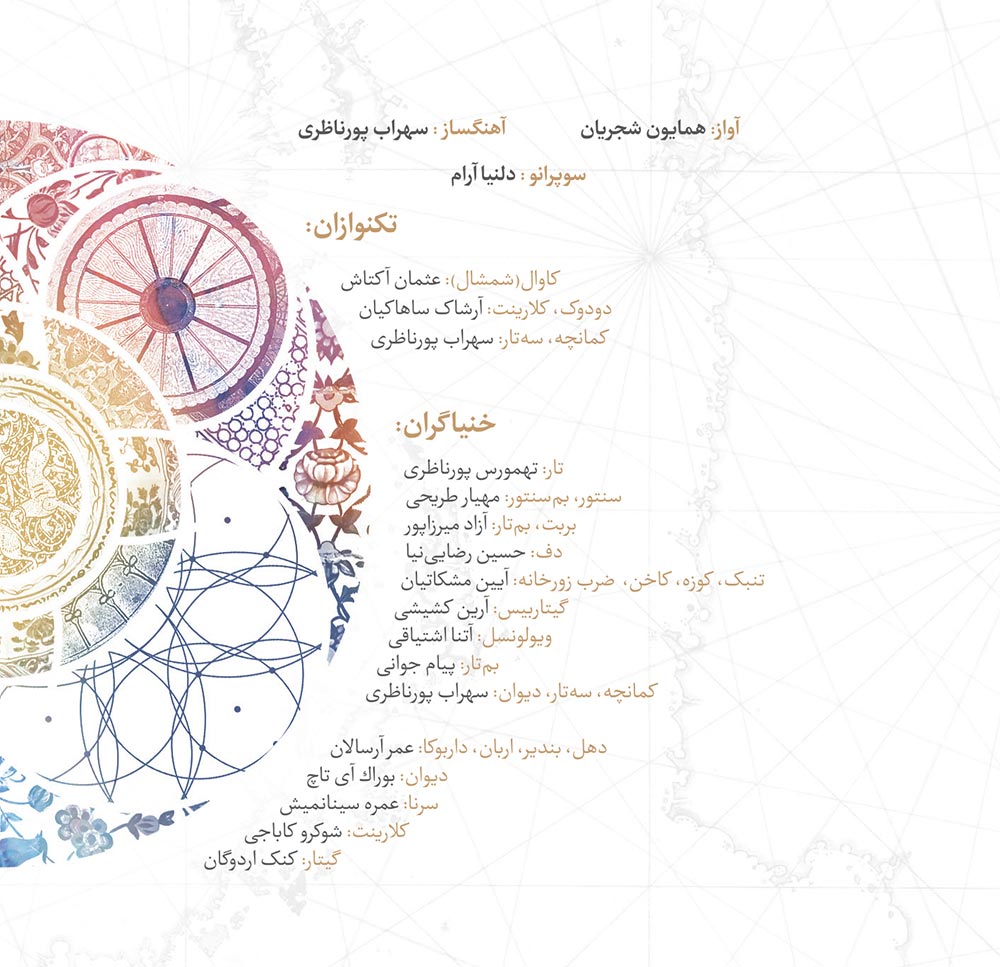 آواز: همایون شجریان آهنگساز : سهراب پورناظری
سوپرانو : دلنیا آرام
تکنوازان:
کاوال(شمشال): عثمان آکتاش
دودوک، کلارینت: آرشاک ساهاکیان
کمانچه، سه‌تار: سهراب پورناظری
خنیاگران:
تار: تهمورس پورناظری
سنتور، بم‌سنتور: مهیار طریحی
بربت، بم‌تار: آزاد میرزاپور
دف: حسین رضایی‌نیا
تنبک، کوزه، کاخن، ضرب زورخانه: آیین مشکاتیان
گیتاربیس: آرین کشیشی
ویولونسل: آتنا اشتیاقی
بم‌تار: پیام جوانی
کمانچه، سه‌تار، دیوان: سهراب پورناظری
دهل، بندیر، اربان، داربوکا: عمر آرسالان
دیوان: بوراك آی تاچ
سرنا: عمره سینانمیش
کلارینت: شوکرو کاباجی
گیتار: کنک اردوگان